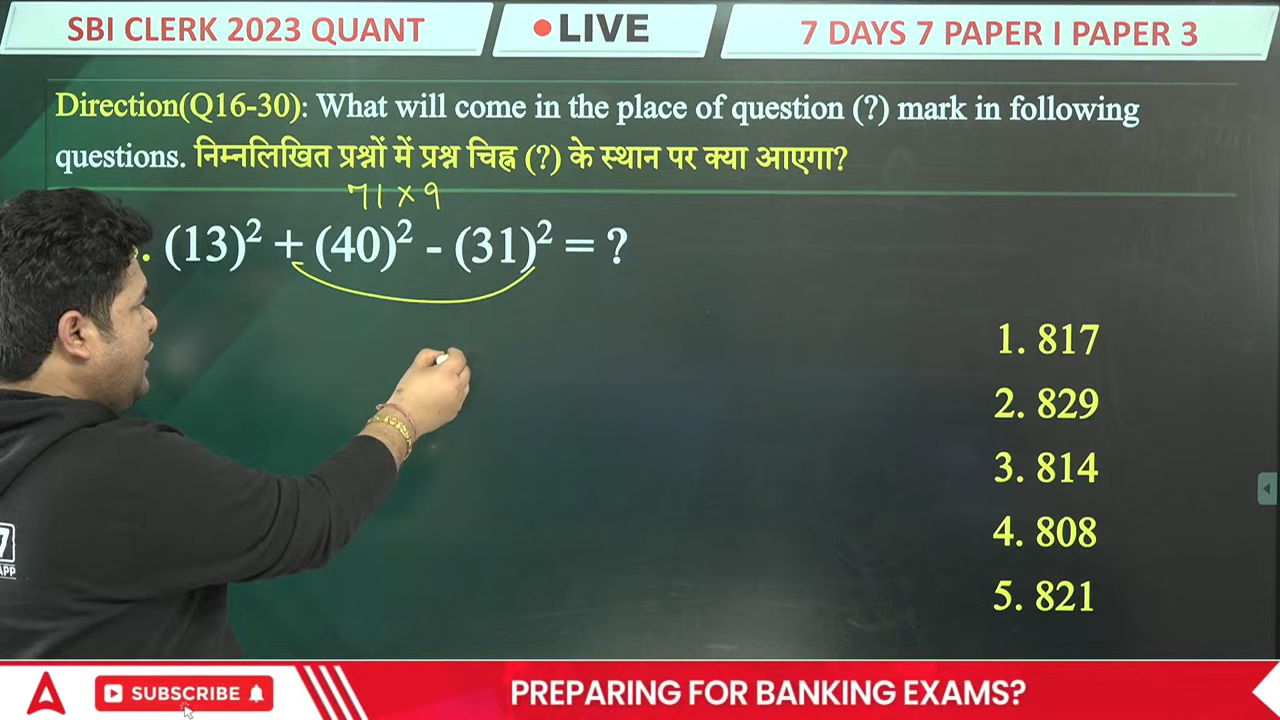 SBI CLERK 2023 QUANT
LIVE
7 DAYS 7 PAPER I PAPER 3
Direction(Q16-30): What will come in the place of question (?) mark in following
questions. निम्नलिखित प्रश्नों में प्रश्न चिह्न (?) के स्थान पर क्या आएगा?
71 × 9
. (13)² + (40)² - (31)² = ?
1. 817
2. 829
3. 814
4. 808
5. 821
7
APP
SUBSCRIBE
PREPARING FOR BANKING EXAMS?